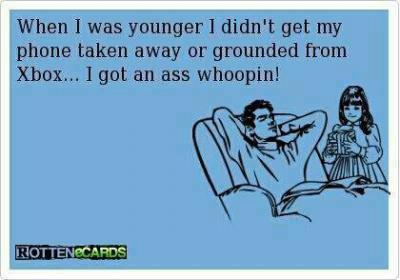 When I was younger I didn't get my
phone taken away or grounded from
Xbox... I got an ass whoopin!
ROTTENeCARDS